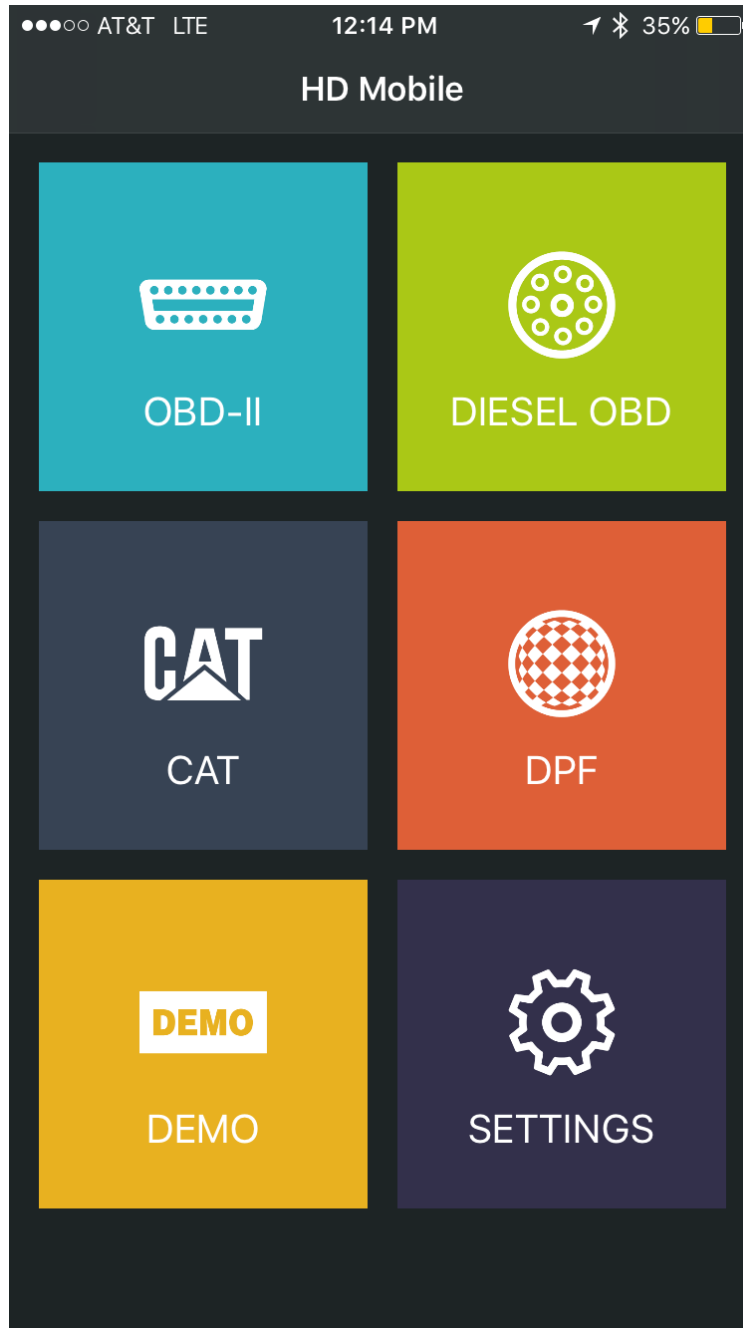 AT&T LTE 12:14 PM 35%
HD Mobile
OBD-II DIESEL OBD
CAT
CAT DPF
DEMO
DEMO SETTINGS